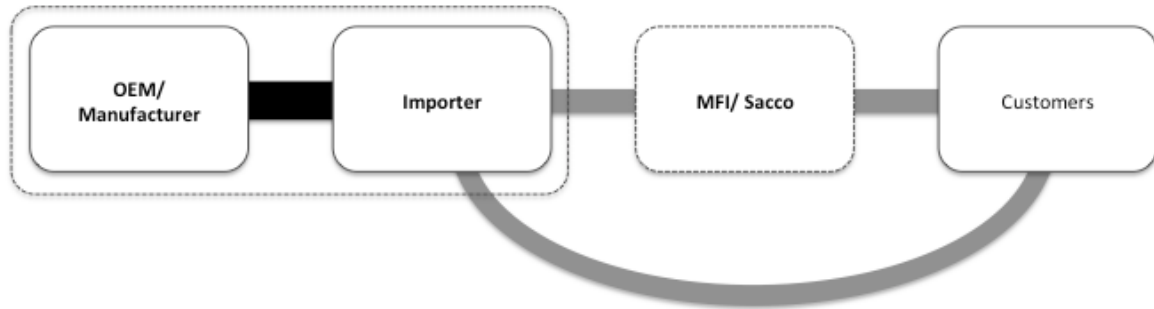 OEM/
Manufacturer
Importer
MFI/ Sacco
Customers